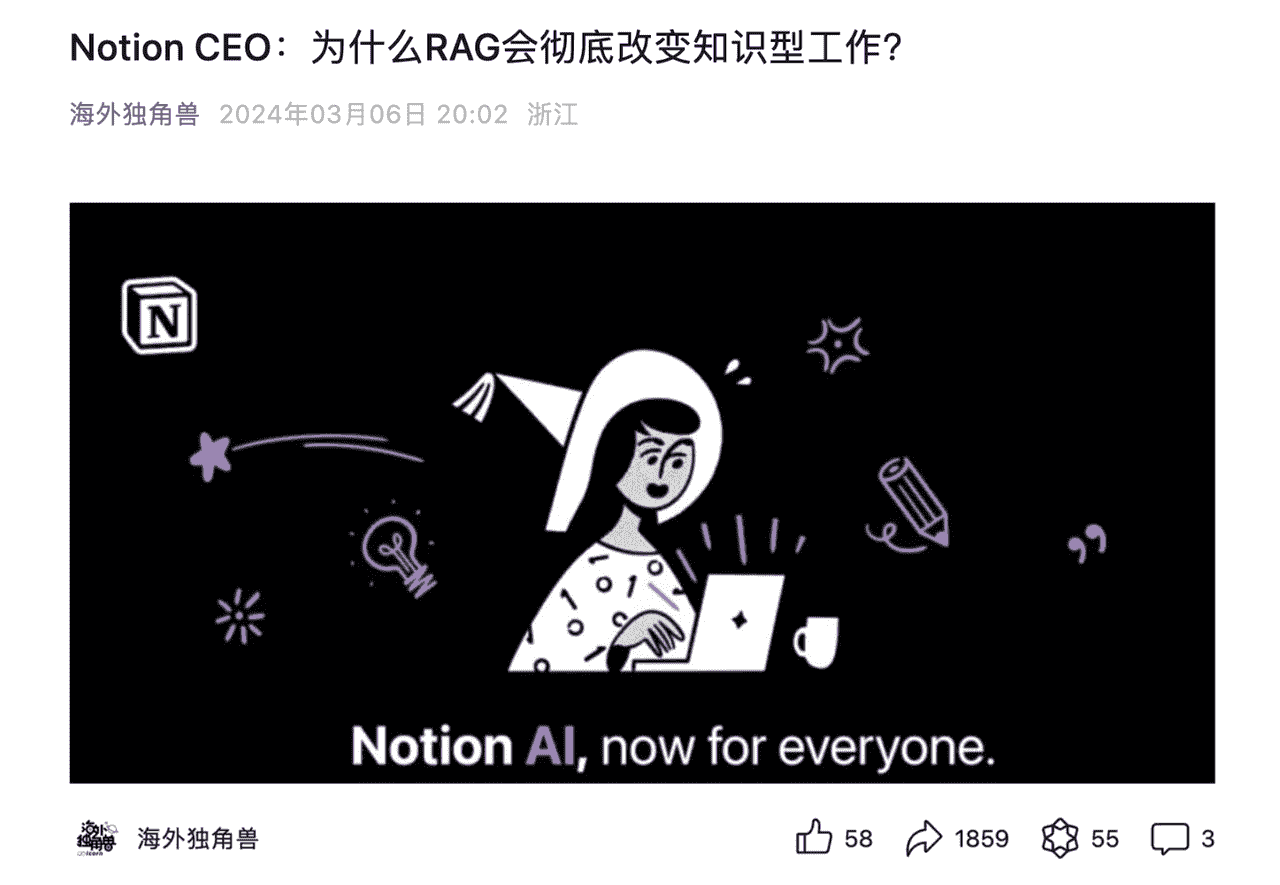 Notion CEO：为什么RAG会彻底改变知识型工作?
海外独角兽 2024年03月06日 20:02 浙江
N
Notion AI, now for everyone.
海外独角兽 58 1859 55 3